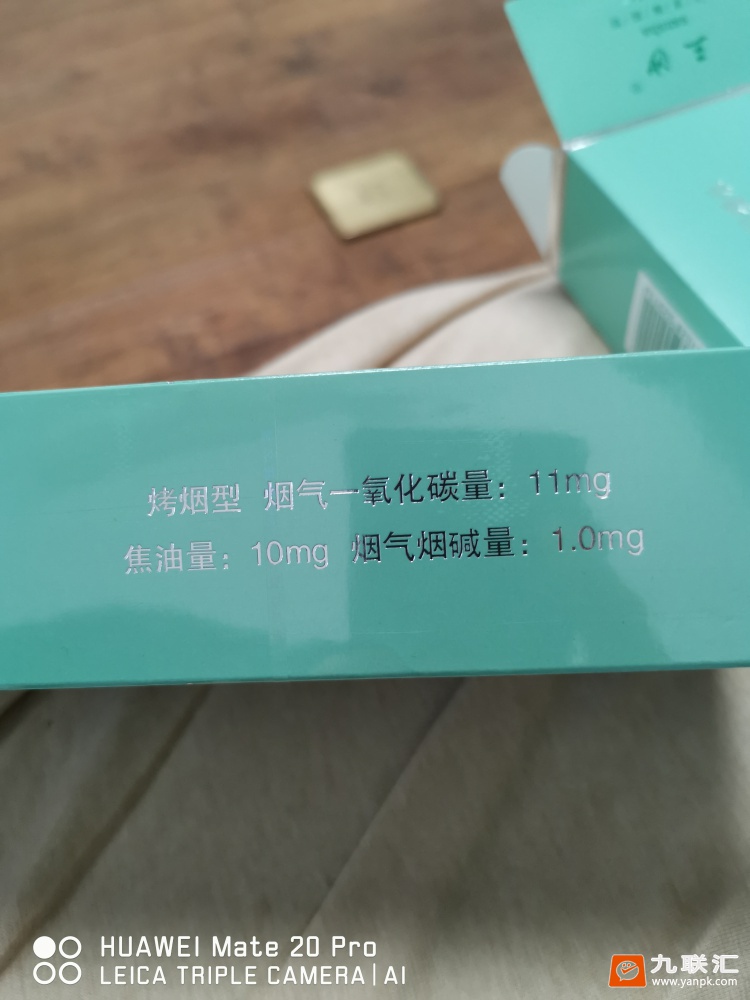 烤烟型 烟气一氧化碳量：11mg
焦油量：10mg 烟气烟碱量：1.0mg
HUAWEI Mate 20 Pro
LEICA TRIPLE CAMERA | AI
九联汇
www.yanpk.com